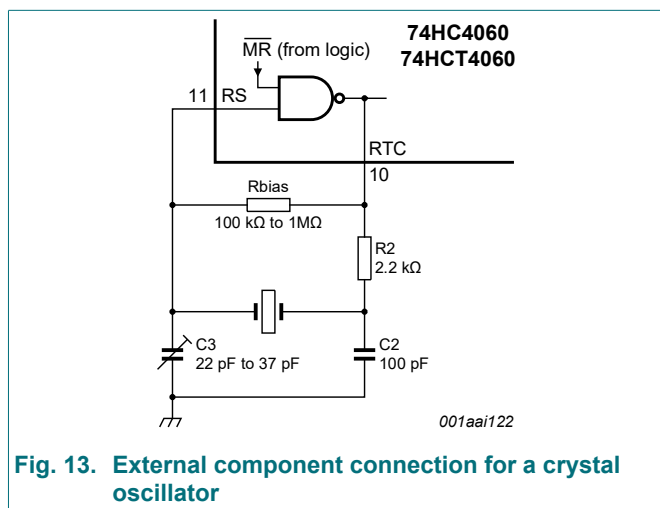 74HC4060
74HCT4060
MR (from logic)
11 RS
RTC
10
Rbias
100 kΩ to 1MΩ
R2
2.2 kΩ
C3
22 pF to 37 pF
C2
100 pF
001aai122
Fig. 13. External component connection for a crystal
oscillator